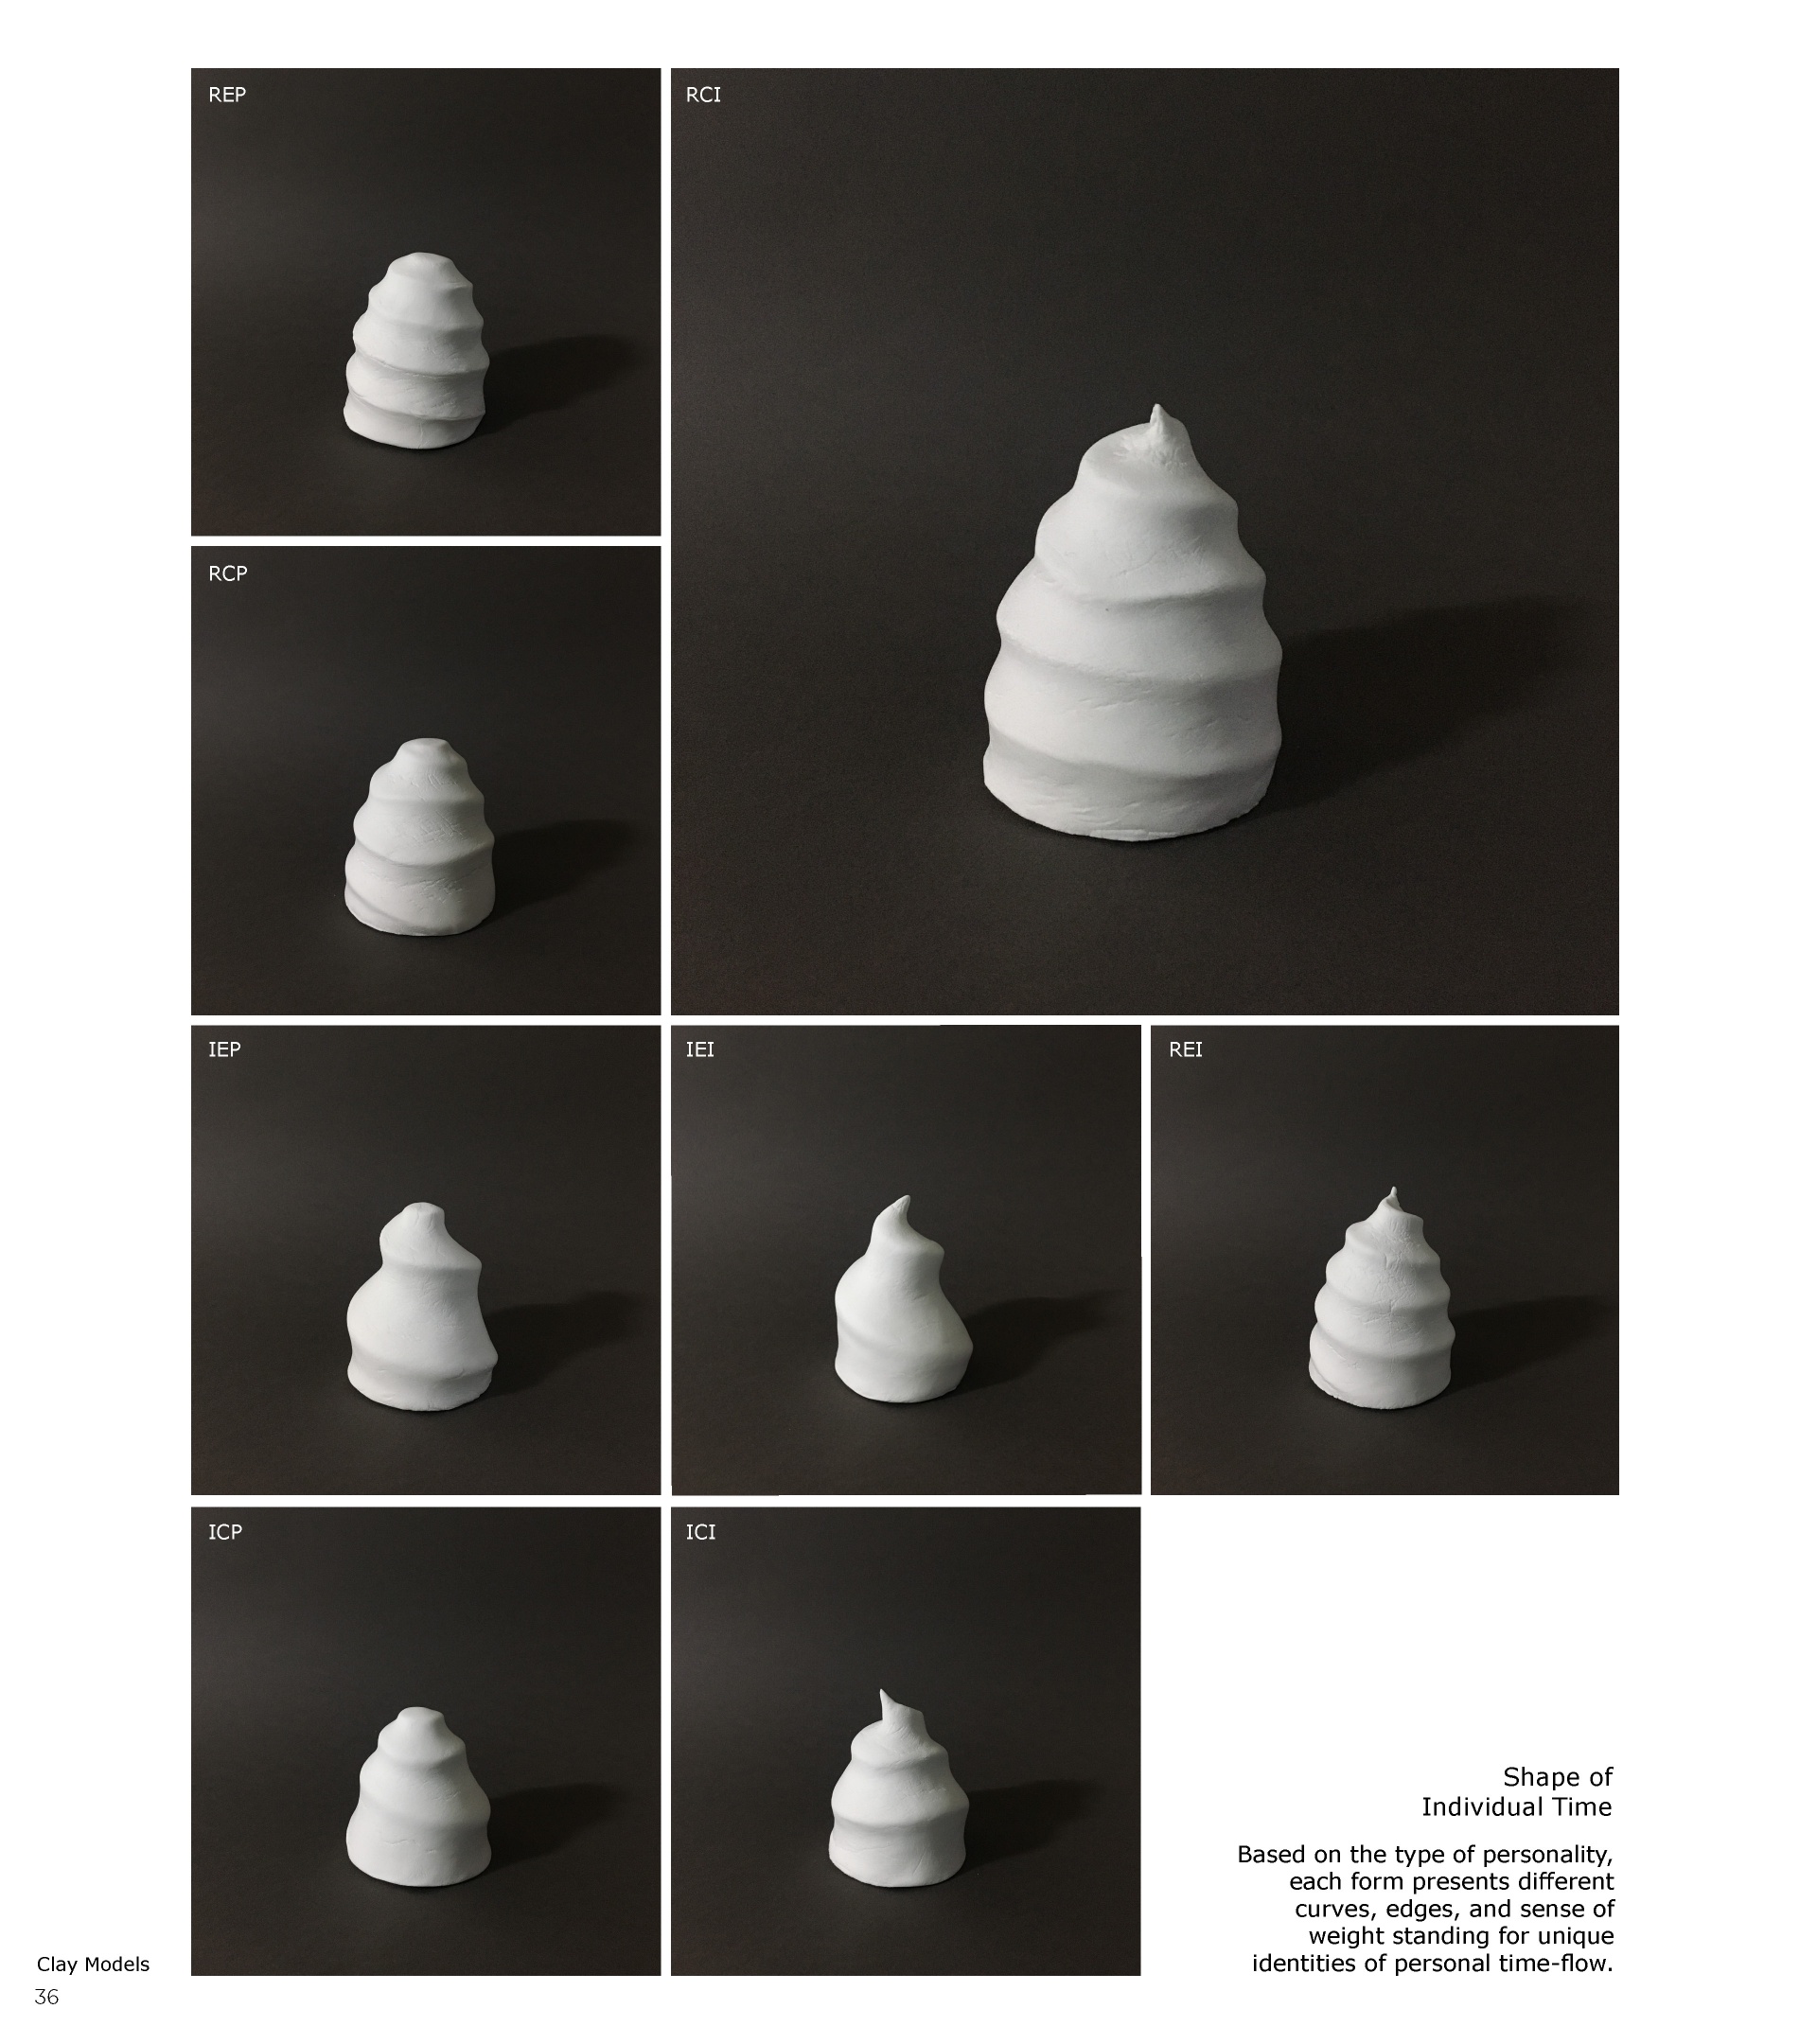 REP
RCI
RCP
IEP
IEI
REI
ICP
ICI
Shape of
Individual Time
Based on the type of personality,
each form presents different
curves, edges, and sense of
weight standing for unique
identities of personal time-flow.
Clay Models
36